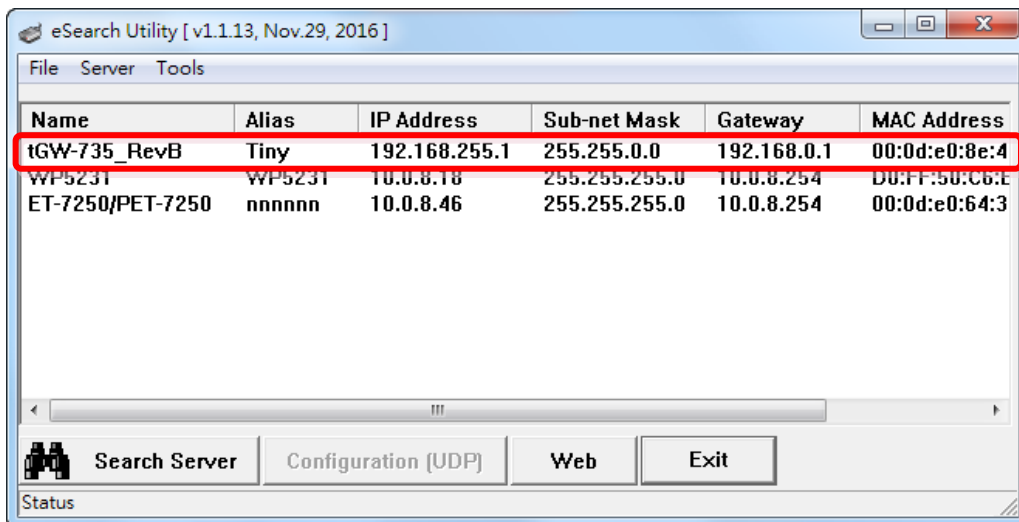 eSearch Utility [ v1.1.13, Nov.29, 2016 ]
File Server Tools
Name Alias IP Address Sub-net Mask Gateway MAC Address
tGW-735_RevB Tiny 192.168.255.1 255.255.0.0 192.168.0.1 00:0d:e0:8e:4
WP5231 WP5231 10.0.8.18 255.255.255.0 10.0.8.254 D0:FF:50:C6:E
ET-7250/PET-7250 nnnnnn 10.0.8.46 255.255.255.0 10.0.8.254 00:0d:e0:64:3
Search Server Configuration (UDP) Web Exit
Status